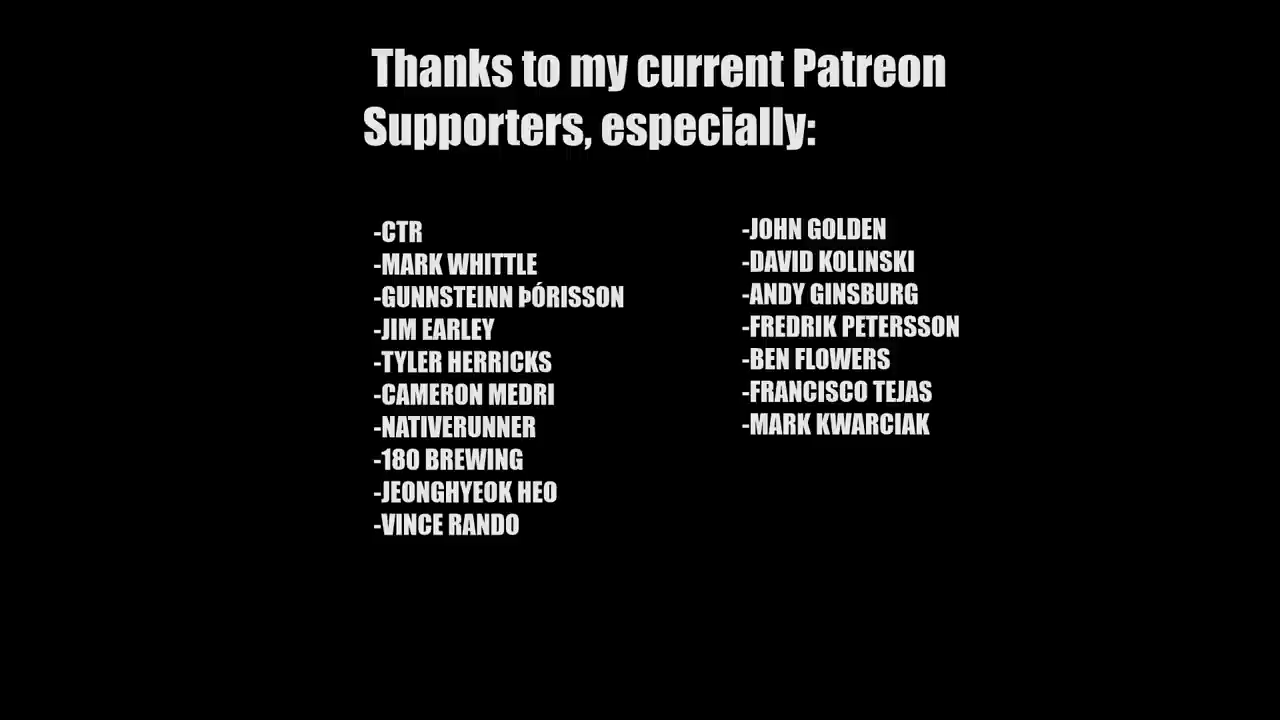 Thanks to my current Patreon
Supporters, especially:
-CTR
-MARK WHITTLE
-GUNNSTEINN ÞÓRISSON
-JIM EARLEY
-TYLER HERRICKS
-CAMERON MEDRI
-NATIVERUNNER
-180 BREWING
-JEONGHYEOK HEO
-VINCE RANDO
-JOHN GOLDEN
-DAVID KOLINSKI
-ANDY GINSBURG
-FREDRIK PETERSSON
-BEN FLOWERS
-FRANCISCO TEJAS
-MARK KWARCIAK